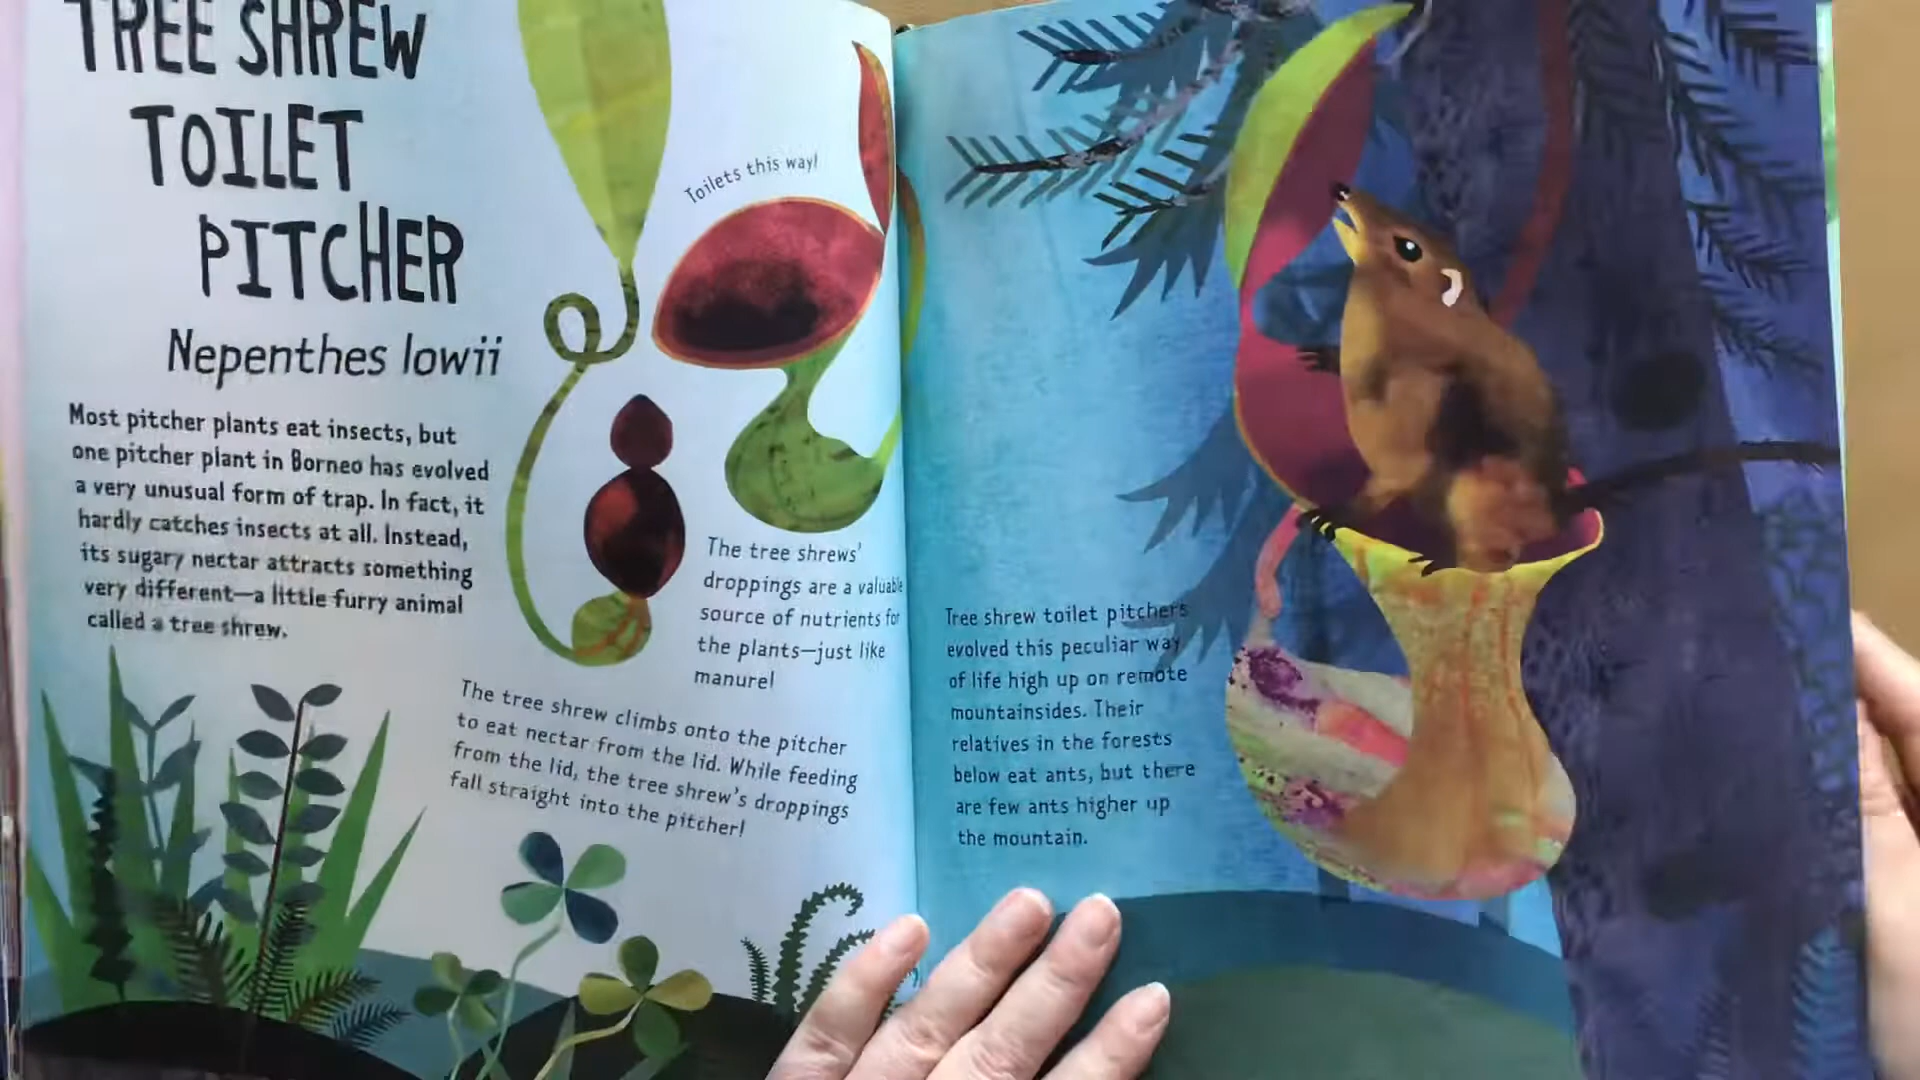 TREE SHREW
TOILET
PITCHER
Nepenthes lowii
Most pitcher plants eat insects, but
one pitcher plant in Borneo has evolved
a very unusual form of trap. In fact, it
hardly catches insects at all. Instead,
its sugary nectar attracts something
very different—a little furry animal
called a tree shrew.
Toilets this way!
The tree shrews'
droppings are a valuable
source of nutrients for
the plants—just like
manure!
The tree shrew climbs onto the pitcher
to eat nectar from the lid. While feeding
from the lid, the tree shrew's droppings
fall straight into the pitcher!
Tree shrew toilet pitchers
evolved this peculiar way
of life high up on remote
mountainsides. Their
relatives in the forests
below eat ants, but there
are few ants higher up
the mountain.